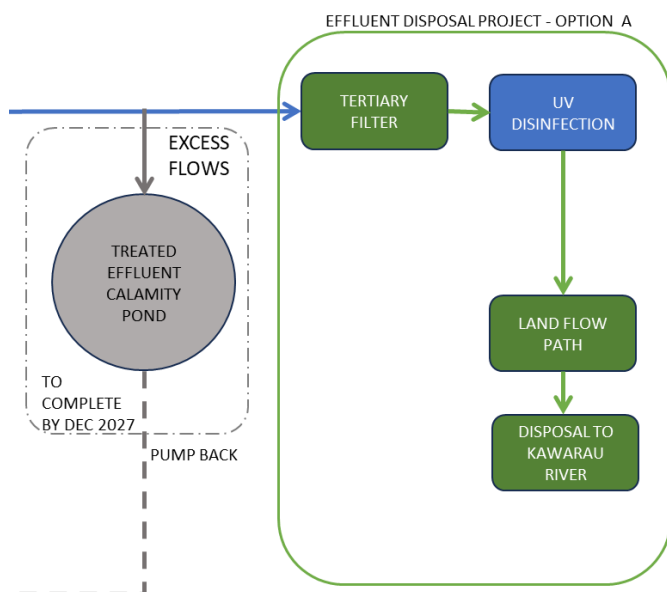 EFFLUENT DISPOSAL PROJECT - OPTION A
TERTIARY
FILTER
UV
DISINFECTION
EXCESS
FLOWS
TREATED
EFFLUENT
CALAMITY
POND
LAND FLOW
PATH
TO
COMPLETE
BY DEC 2027
DISPOSAL TO
KAWARAU
RIVER
PUMP BACK